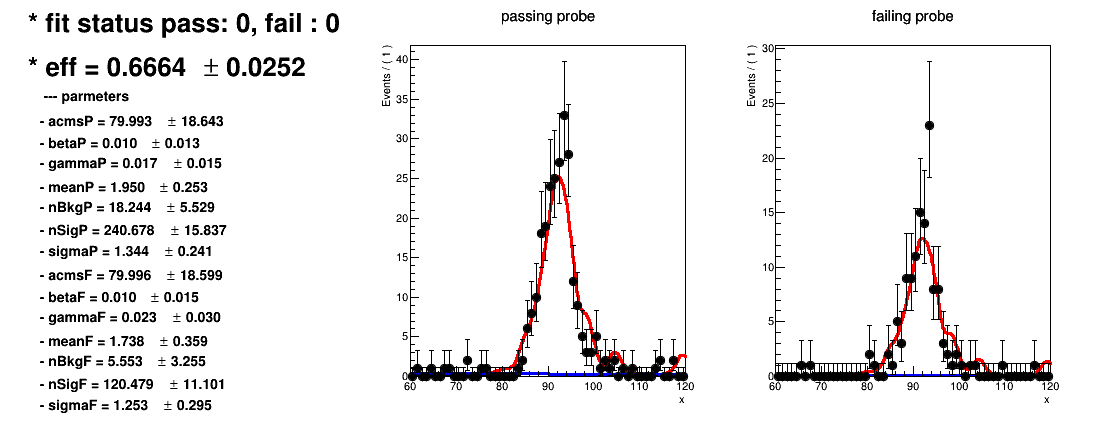 * fit status pass: 0, fail : 0
* eff = 0.6664 ± 0.0252
--- parmeters
- acmsP = 79.993 ± 18.643
- betaP = 0.010 ± 0.013
- gammaP = 0.017 ± 0.015
- meanP = 1.950 ± 0.253
- nBkgP = 18.244 ± 5.529
- nSigP = 240.678 ± 15.837
- sigmaP = 1.344 ± 0.241
- acmsF = 79.996 ± 18.599
- betaF = 0.010 ± 0.015
- gammaF = 0.023 ± 0.030
- meanF = 1.738 ± 0.359
- nBkgF = 5.553 ± 3.255
- nSigF = 120.479 ± 11.101
- sigmaF = 1.253 ± 0.295
passing probe
Events / ( 1 )
40
35
30
25
20
15
10
5
0
60 70 80 90 100 110 120
x
failing probe
Events / ( 1 )
30
25
20
15
10
5
0
60 70 80 90 100 110 120
x